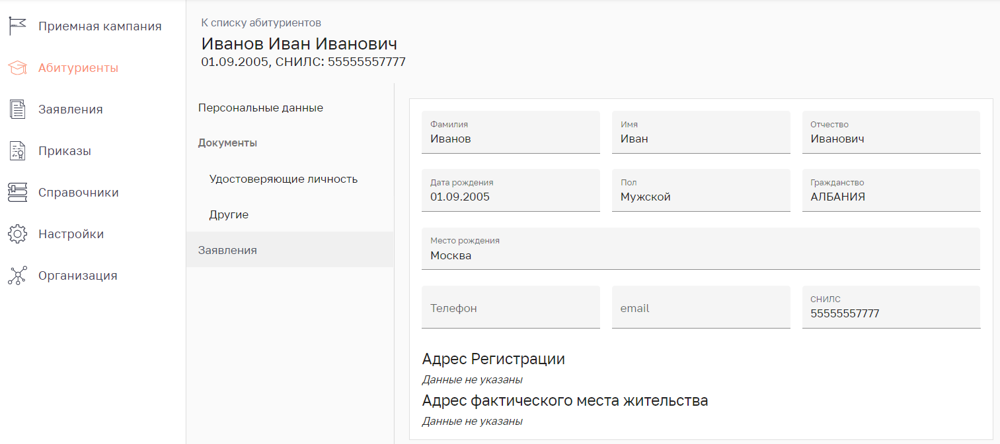 Приемная кампания
Абитуриенты
Заявления
Приказы
Справочники
Настройки
Организация
К списку абитуриентов
Иванов Иван Иванович
01.09.2005, СНИЛС: 55555557777
Персональные данные
Документы
Удостоверяющие личность
Другие
Заявления
Фамилия
Иванов
Имя
Иван
Отчество
Иванович
Дата рождения
01.09.2005
Пол
Мужской
Гражданство
АЛБАНИЯ
Место рождения
Москва
Телефон
email
СНИЛС
55555557777
Адрес Регистрации
Данные не указаны
Адрес фактического места жительства
Данные не указаны